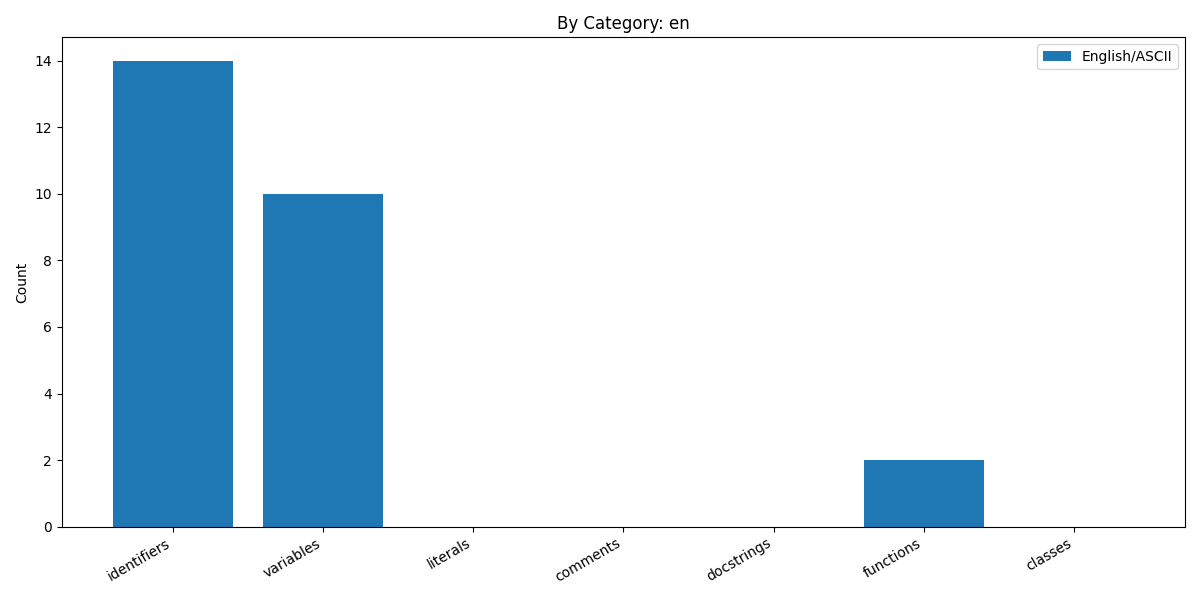 By Category: en
English/ASCII
Count
14
12
10
8
6
4
2
0
identifiers
variables
literals
comments
docstrings
functions
classes